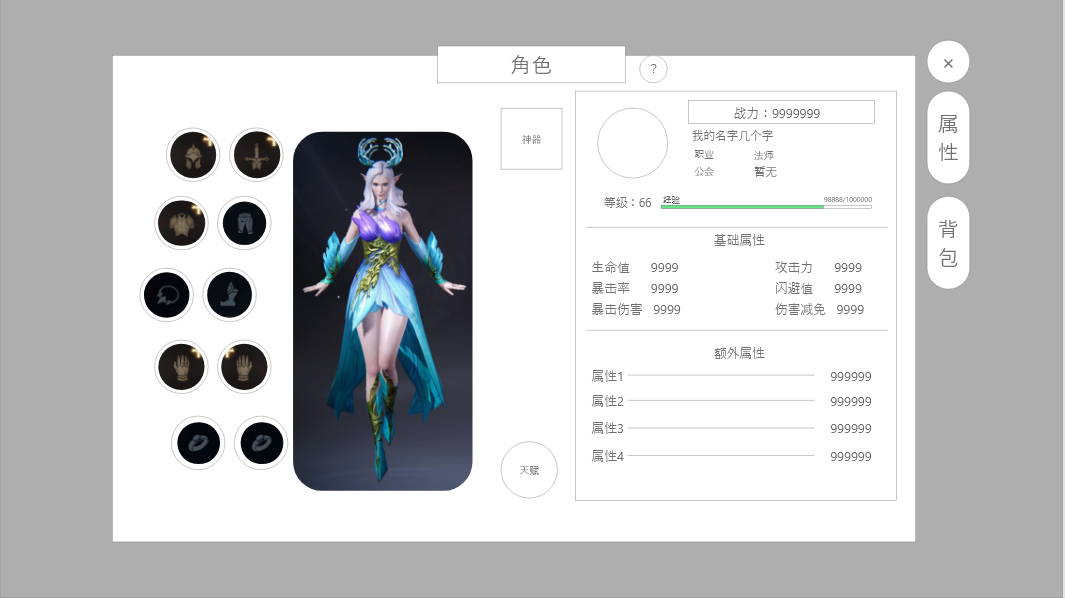 角色
?
×
属性
背包
神器
天赋
战力：9999999
我的名字几个字
职业 法师
公会 暂无
等级：66 经验 98888/1000000
基础属性
生命值 9999 攻击力 9999
暴击率 9999 闪避值 9999
暴击伤害 9999 伤害减免 9999
额外属性
属性1 999999
属性2 999999
属性3 999999
属性4 999999